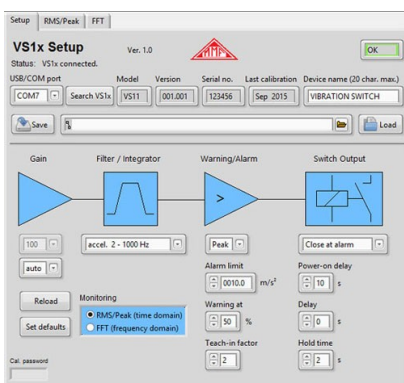 Setup RMS/Peak FFT
VS1x Setup Ver. 1.0 MMF OK
Status: VS1x connected.
USB/COM port Model Version Serial no. Last calibration Device name (20 char. max.)
COM7 Search VS1x VS11 001.001 123456 Sep 2015 VIBRATION SWITCH
Save Load
Gain Filter / Integrator Warning/Alarm Switch Output
>
100 accel. 2 - 1000 Hz Peak Close at alarm
auto
Alarm limit Power-on delay
0010.0 m/s² 10 s
Reload Monitoring
RMS/Peak (time domain)
FFT (frequency domain)
Set defaults
Warning at Delay
50 % 0 s
Teach-in factor Hold time
2 2 s
Cal. password